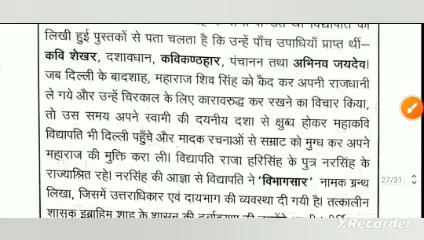 लिखी हुई पुस्तकों से पता चलता है कि उन्हें पाँच उपाधियाँ प्राप्त थीं—
कवि शेखर, दशावधान, कविकण्ठहार, पंचानन तथा अभिनव जयदेव।
जब दिल्ली के बादशाह, महाराज शिव सिंह को कैद कर अपनी राजधानी
ले गये और उन्हें चिरकाल के लिए कारावरुद्ध कर रखने का विचार किया,
तो उस समय अपने स्वामी की दयनीय दशा से क्षुब्ध होकर महाकवि
विद्यापति भी दिल्ली पहुँचे और मादक रचनाओं से सम्राट को मुग्ध कर अपने
महाराज की मुक्ति करा ली। विद्यापति राजा हरिसिंह के पुत्र नरसिंह के
राज्याश्रित रहे। नरसिंह की आज्ञा से विद्यापति ने 'विभागसार' नामक ग्रन्थ
27/31
लिखा, जिसमें उत्तराधिकार एवं दायभाग की व्यवस्था दी गयी है। तत्कालीन
शासक इब्राहिम शाह के शासन की
Recorder